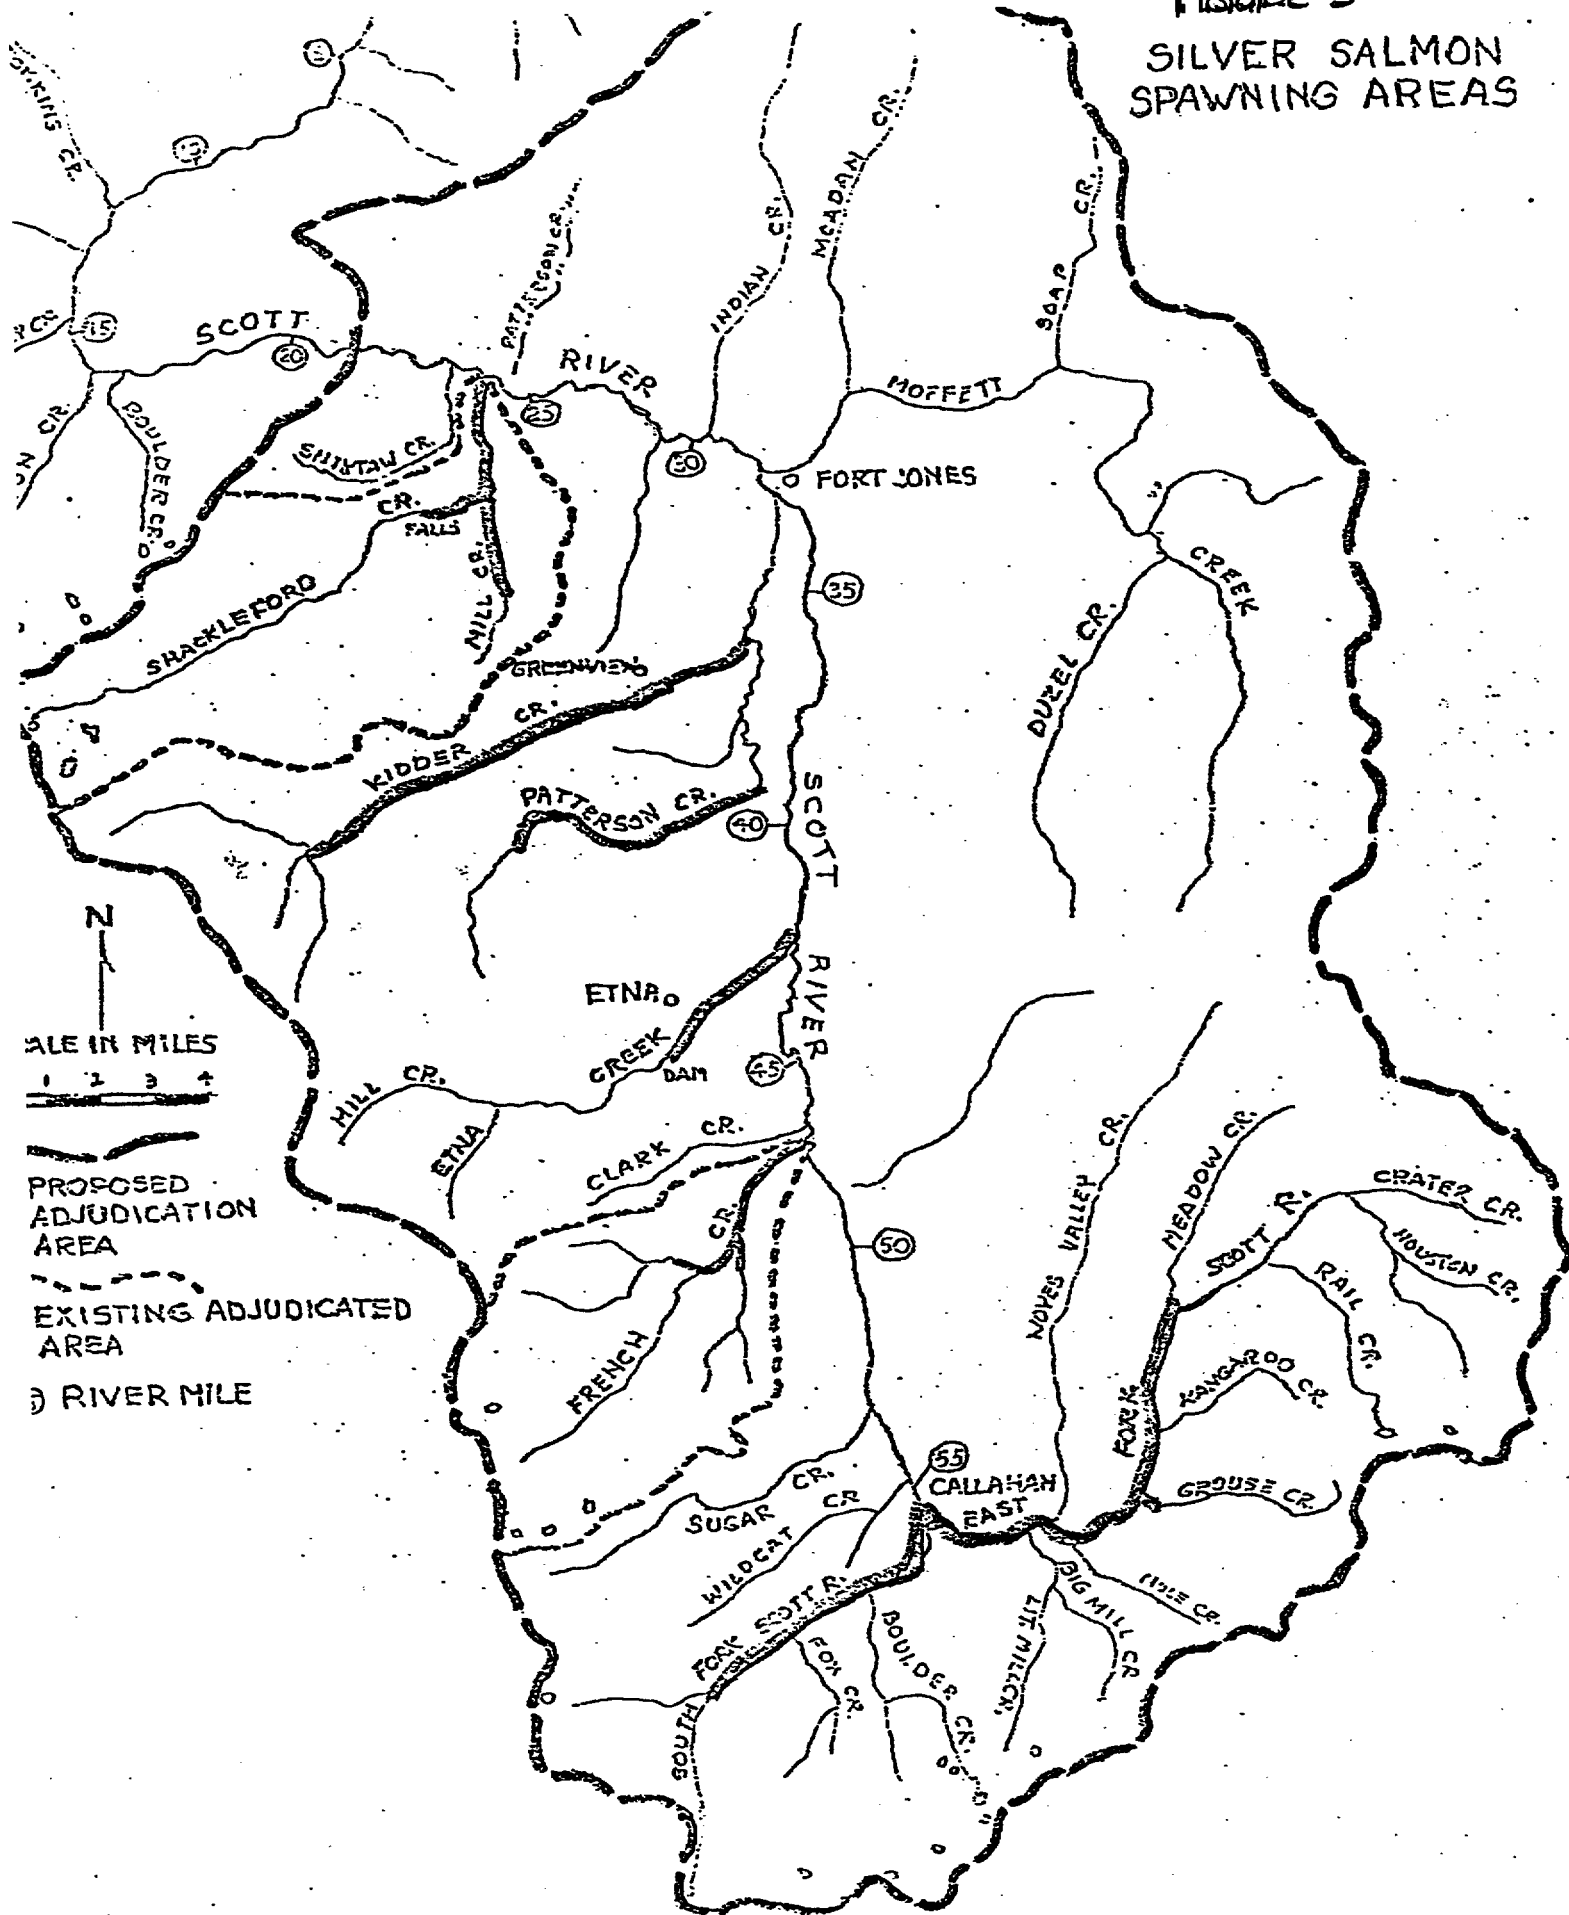 SILVER SALMON
SPAWNING AREAS
CR.
CR.
MCADAM
CR.
INDIAN
CR.
SOAP
PATTERSON CR.
15
SCOTT
20
RIVER
25
MOFFETT
CR.
BOULDER CR.
30
FORT JONES
CR.
FALLS
SHACKLEFORD
MILL CR.
35
CREEK
DUZEL CR.
GREENVIEW
KIDDER CR.
PATTERSON CR.
40
SCOTT
RIVER
N
ETNA
CREEK
DAM
45
ALE IN MILES
1 2 3 4
MILL CR.
ETNA
CLARK CR.
PROPOSED
ADJUDICATION
AREA
EXISTING ADJUDICATED
AREA
RIVER MILE
FRENCH CR.
50
NOYES VALLEY CR.
MEADOW CR.
SCOTT R.
CRATER CR.
HOUSTON CR.
RAIL CR.
KANGAROO CR.
FORK
GROUSE CR.
55
CALLAHAN
EAST
SUGAR CR.
WILDCAT CR
SOUTH FORK SCOTT R.
FOX CR.
BOULDER CR.
LIT. MILL CR.
BIG MILL CR
CR.